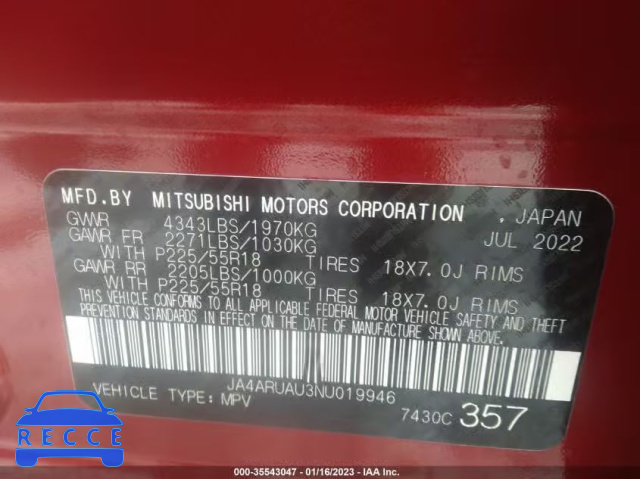 MFD.BY MITSUBISHI MOTORS CORPORATION , JAPAN
GVWR 4343LBS/1970KG JUL 2022
GAWR FR 2271LBS/1030KG
WITH P225/55R18 TIRES 18X7.0J RIMS
GAWR RR 2205LBS/1000KG
WITH P225/55R18 TIRES 18X7.0J RIMS
THIS VEHICLE CONFORMS TO ALL APPLICABLE FEDERAL MOTOR VEHICLE SAFETY AND THEFT
PREVENTION STANDARDS IN EFFECT ON THE DATE OF MANUFACTURE SHOWN ABOVE.
JA4ARUAU3NU019946
VEHICLE TYPE: MPV 7430C 357
RECCE
000-35543047 - 01/16/2023 - IAA Inc.